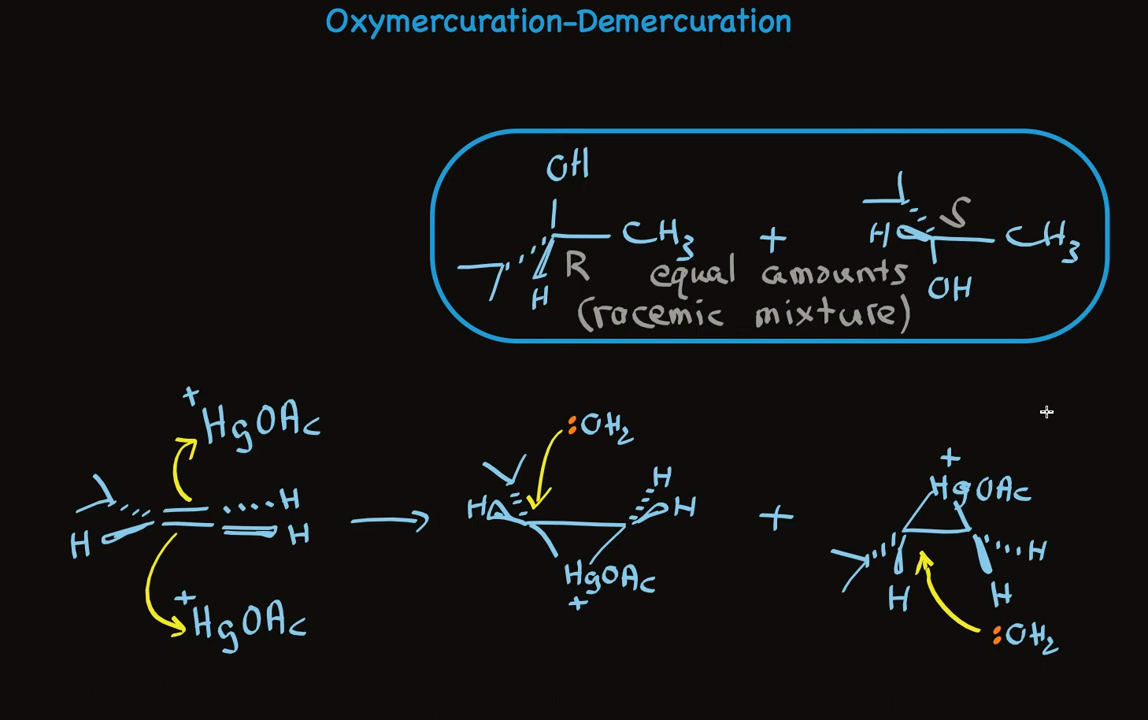 Oxymercuration-Demercuration
OH
CH3 + S CH3
H
R
H
OH
equal amounts
(racemic mixture)
+
HgOAc
H
H
H
+
HgOAc
:OH2
H
H
H
HgOAc
+
+
+
HgOAc
H
H
H
:OH2